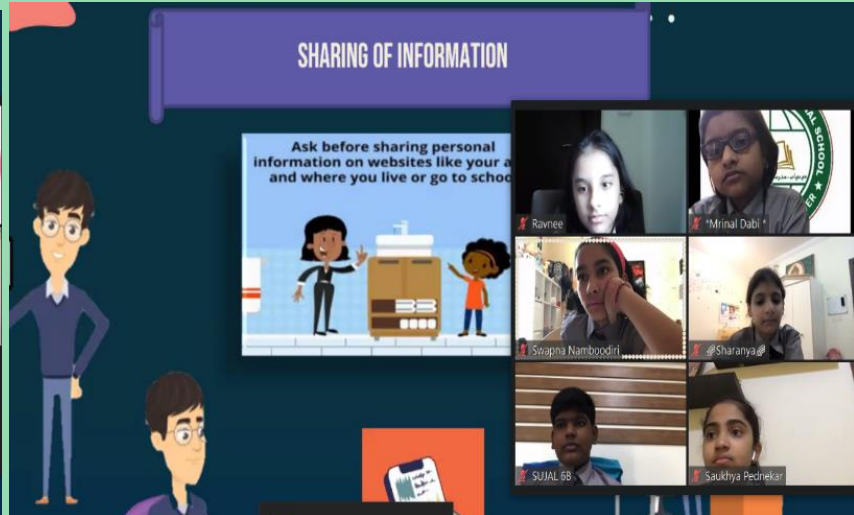 SHARING OF INFORMATION
Ask before sharing personal
information on websites like your
and where you live or go to
Ravnee
*Mrinal Dabi *
Swapna Namboodiri
Sharanya
SUJAL 6B
Saukhya Pednekar
SCHOOL